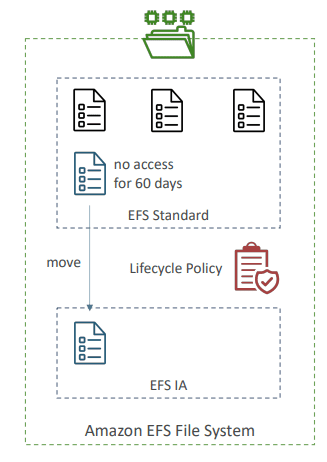 no access
for 60 days
EFS Standard
move
Lifecycle Policy
EFS IA
Amazon EFS File System